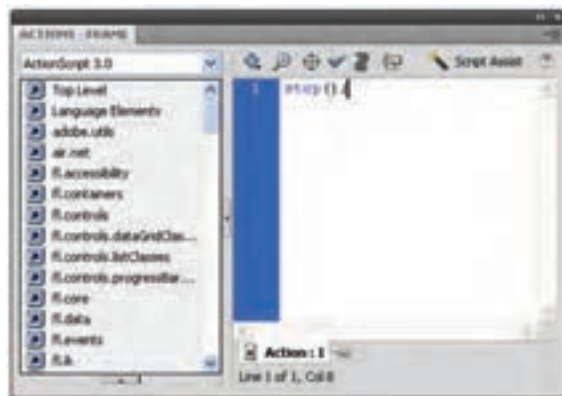 ACTIONS - FRAME
ActionScript 3.0
Script Assist
Top Level
Language Elements
adobe.utils
air.net
fl.accessibility
fl.containers
fl.controls
fl.controls.dataGridClas...
fl.controls.listClasses
fl.controls.progressBar...
fl.core
fl.data
fl.events
fl.ik
1 stop();
Action : 1
Line 1 of 1, Col 8